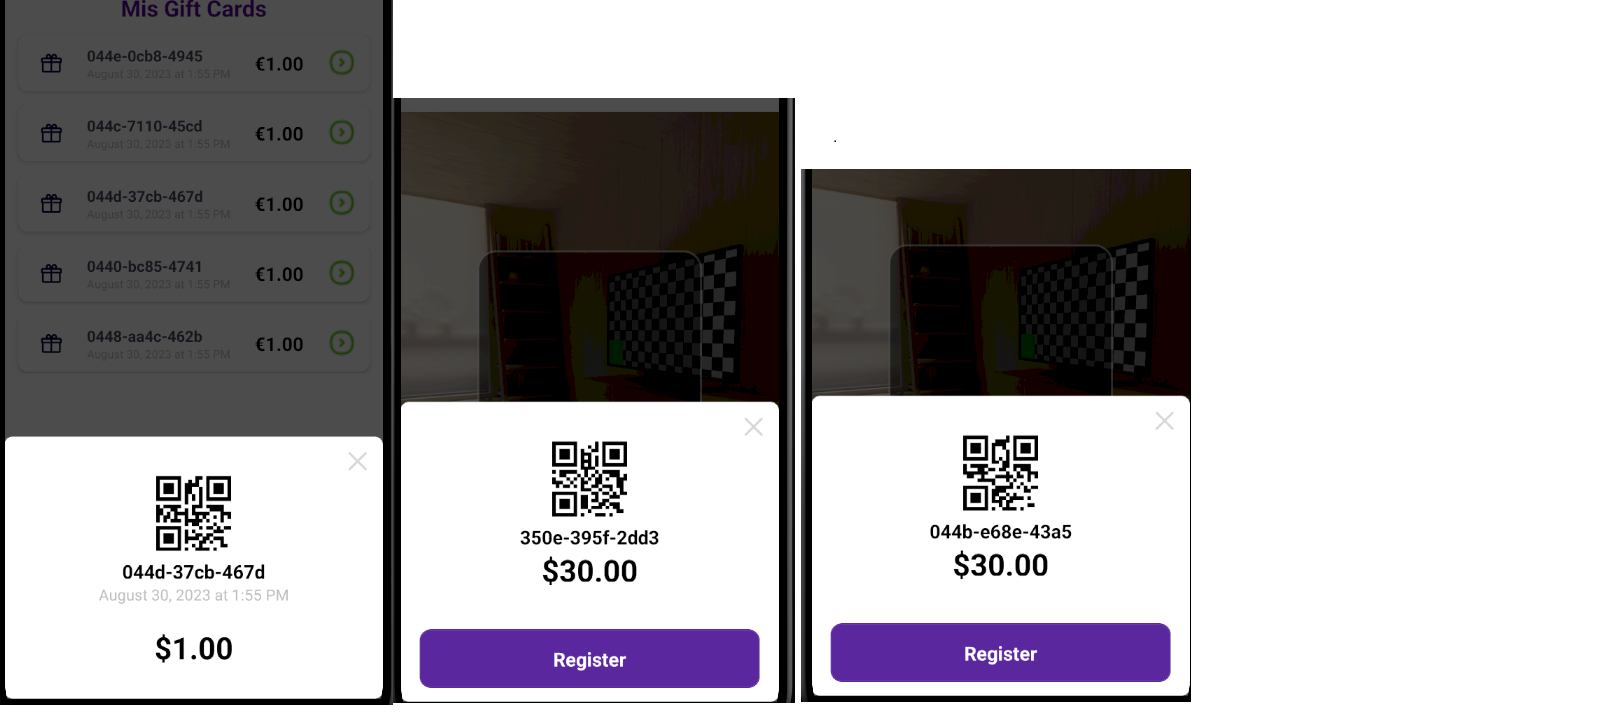 Mis Gift Cards
044e-0cb8-4945
€1.00
August 30, 2023 at 1:55 PM
044c-7110-45cd
€1.00
August 30, 2023 at 1:55 PM
044d-37cb-467d
€1.00
August 30, 2023 at 1:55 PM
0440-bc85-4741
€1.00
August 30, 2023 at 1:55 PM
0448-aa4c-462b
€1.00
August 30, 2023 at 1:55 PM
044d-37cb-467d
August 30, 2023 at 1:55 PM
$1.00
350e-395f-2dd3
$30.00
Register
044b-e68e-43a5
$30.00
Register